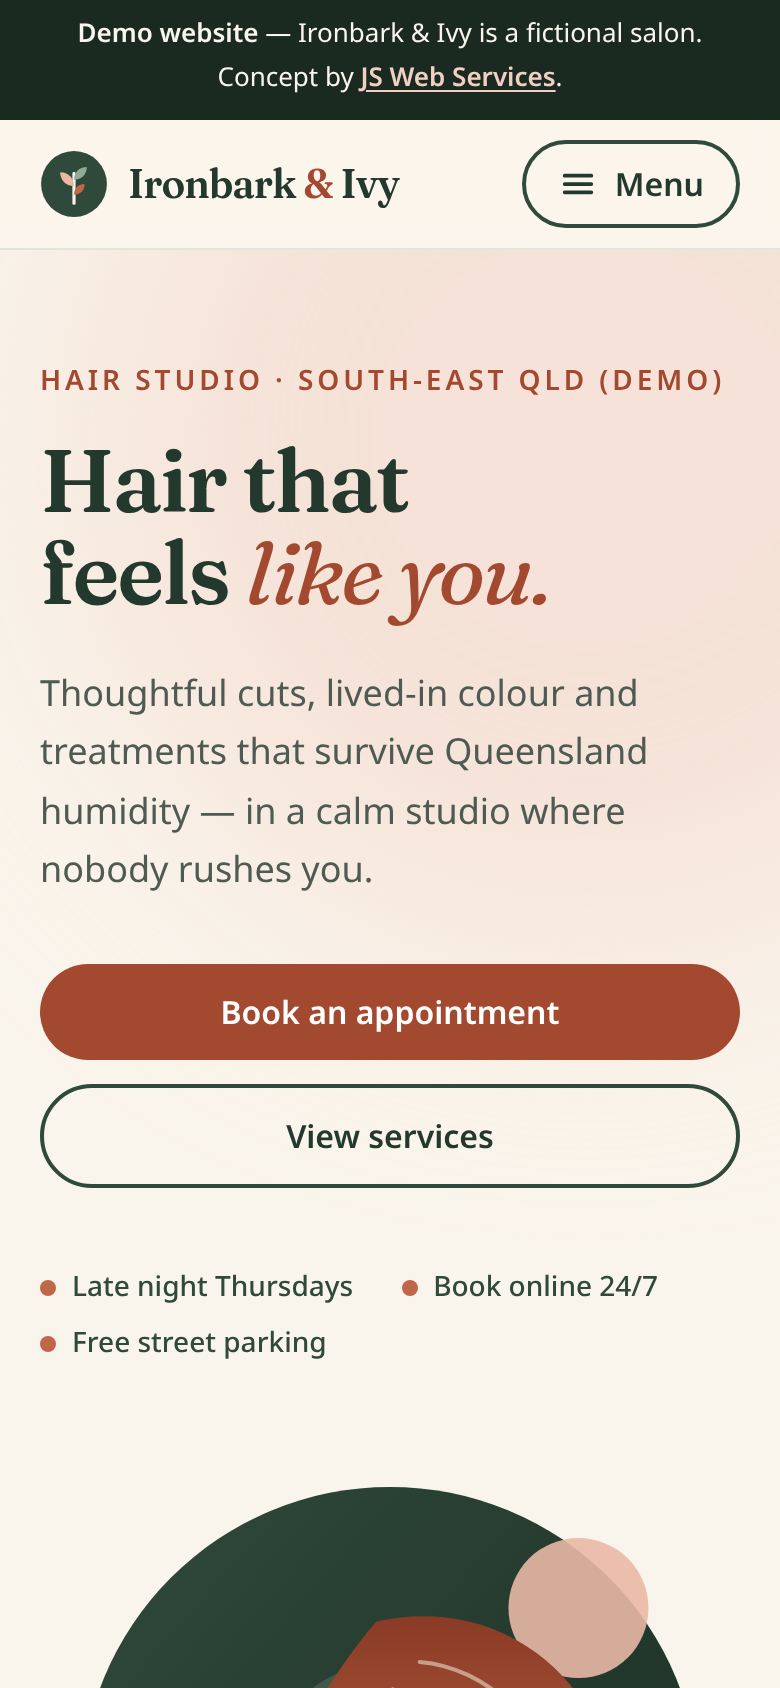 Demo website — Ironbark & Ivy is a fictional salon.
Concept by JS Web Services.
Ironbark & Ivy
Menu
HAIR STUDIO · SOUTH-EAST QLD (DEMO)
Hair that
feels like you.
Thoughtful cuts, lived-in colour and
treatments that survive Queensland
humidity — in a calm studio where
nobody rushes you.
Book an appointment
View services
Late night Thursdays
Book online 24/7
Free street parking